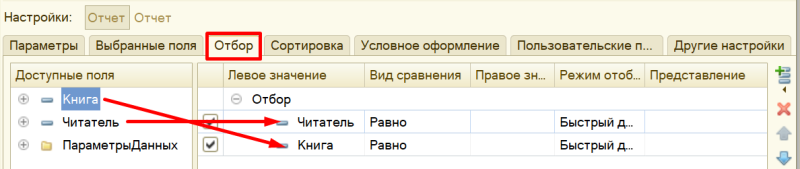 Настройки: Отчет Отчет
Параметры Выбранные поля Отбор Сортировка Условное оформление Пользовательские п... Другие настройки
Доступные поля Левое значение Вид сравнения Правое зн... Режим отоб... Представление
Книга Отбор
Читатель Читатель Равно Быстрый д...
ПараметрыДанных Книга Равно Быстрый д...